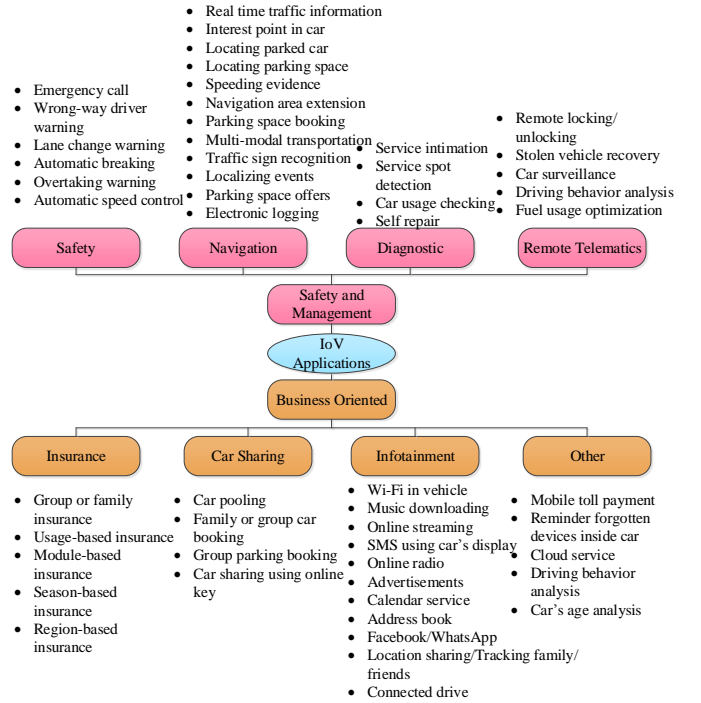 • Emergency call
• Wrong-way driver
warning
• Lane change warning
• Automatic breaking
• Overtaking warning
• Automatic speed control
• Real time traffic information
• Interest point in car
• Locating parked car
• Locating parking space
• Speeding evidence
• Navigation area extension
• Parking space booking
• Multi-modal transportation
• Traffic sign recognition
• Localizing events
• Parking space offers
• Electronic logging
• Service intimation
• Service spot
detection
• Car usage checking
• Self repair
• Remote locking/
unlocking
• Stolen vehicle recovery
• Car surveillance
• Driving behavior analysis
• Fuel usage optimization
Safety
Navigation
Diagnostic
Remote Telematics
Safety and
Management
IoV
Applications
Business Oriented
Insurance
Car Sharing
Infotainment
Other
• Group or family
insurance
• Usage-based insurance
• Module-based
insurance
• Season-based
insurance
• Region-based
insurance
• Car pooling
• Family or group car
booking
• Group parking booking
• Car sharing using online
key
• Wi-Fi in vehicle
• Music downloading
• Online streaming
• SMS using car’s display
• Online radio
• Advertisements
• Calendar service
• Address book
• Facebook/WhatsApp
• Location sharing/Tracking family/
friends
• Connected drive
• Mobile toll payment
• Reminder forgotten
devices inside car
• Cloud service
• Driving behavior
analysis
• Car’s age analysis